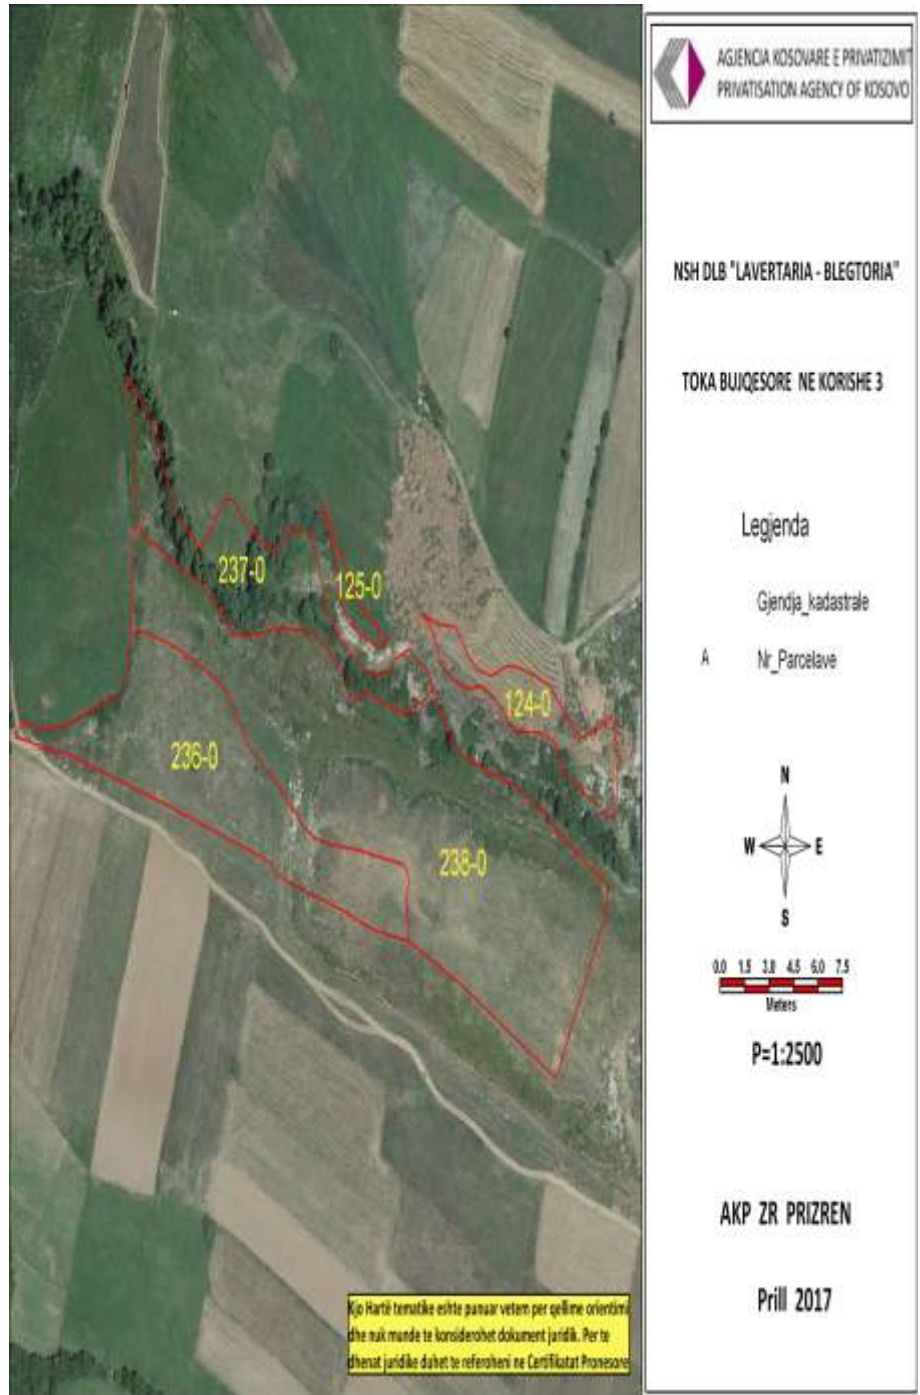 AGJENCIA KOSOVARE E PRIVATIZIMIT
PRIVATISATION AGENCY OF KOSOVO
NSH DLB "LAVERTARIA - BLEGTORIA"
TOKA BUJQESORE NE KORISHE 3
Legjenda
Gjendja_kadastrale
A Nr_Parcelave
N
W E
S
0.0 1.5 3.0 4.5 6.0 7.5
Meters
P=1:2500
AKP ZR PRIZREN
Prill 2017
237-0
125-0
124-0
236-0
238-0
Kjo Hartë tematike eshte punuar vetem per qellime orientimi
dhe nuk munde te konsiderohet dokument juridik. Per te
dhenat juridike duhet te referoheni ne Certifikatat Pronesore